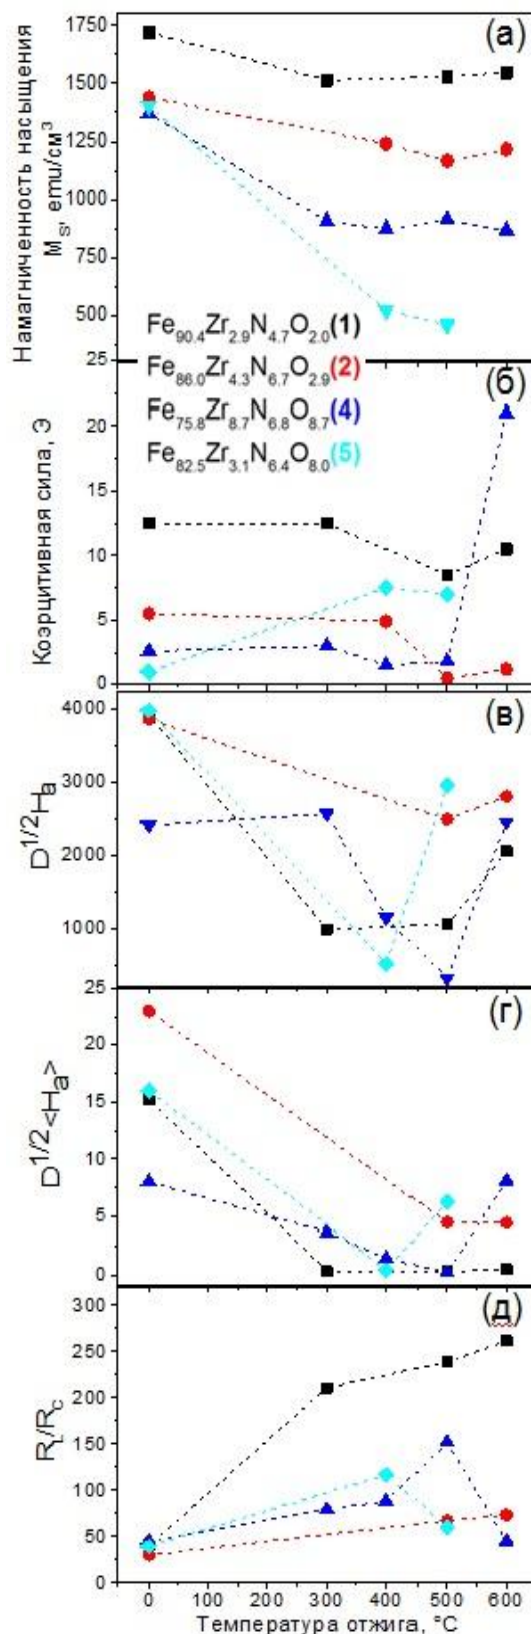 (а)
1750
1500
1250
1000
750
500
25
Намагниченность насыщения
M_S, emu/см³
Fe₉₀.₄Zr₂.₉N₄.₇O₂.₀(1)
Fe₈₆.₀Zr₄.₃N₆.₇O₂.₉(2)
Fe₇₅.₈Zr₈.₇N₆.₈O₈.₇(4)
Fe₈₂.₅Zr₃.₁N₆.₄O₈.₀(5)
(б)
20
15
10
5
0
Коэрцитивная сила, Э
(в)
4000
3000
2000
1000
25
D^1/2H_a
(г)
20
15
10
5
0
D^1/2<H_a>
(д)
300
250
200
150
100
50
0
R_L/R_c
0 100 200 300 400 500 600
Температура отжига, °C